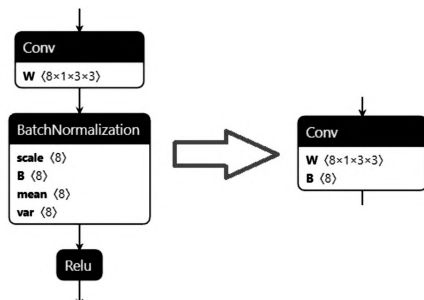 Conv
W ⟨8×1×3×3⟩
BatchNormalization
scale ⟨8⟩
B ⟨8⟩
mean ⟨8⟩
var ⟨8⟩
Relu
Conv
W ⟨8×1×3×3⟩
B ⟨8⟩